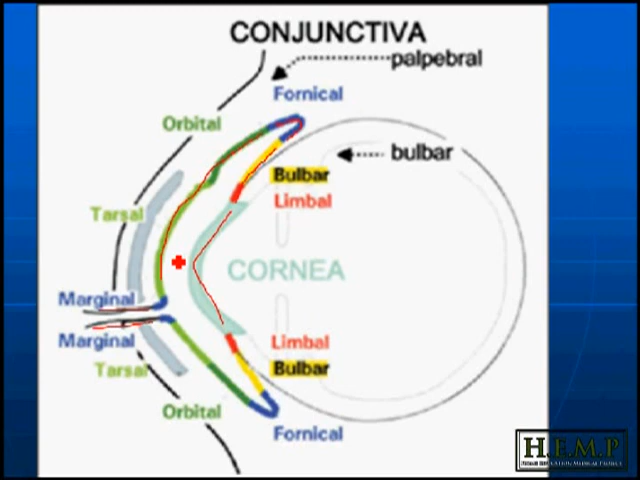 CONJUNCTIVA
palpebral
Fornical
Orbital
bulbar
Bulbar
Limbal
Tarsal
CORNEA
Marginal
Marginal
Limbal
Bulbar
Tarsal
Orbital
Fornical
H.E.M.P